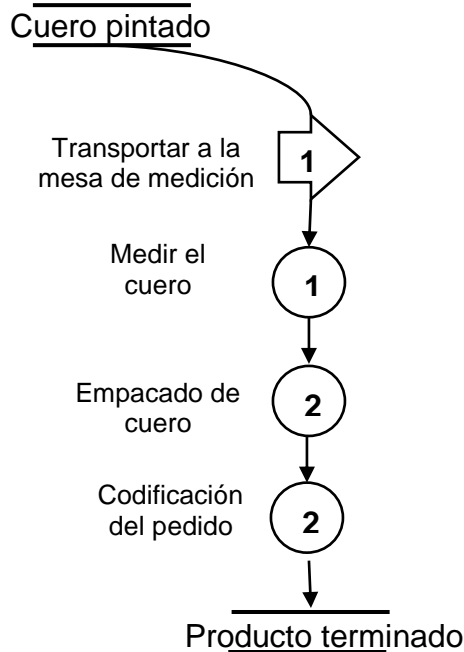 Cuero pintado
Transportar a la
mesa de medición
1
Medir el
cuero
1
Empacado de
cuero
2
Codificación
del pedido
2
Producto terminado